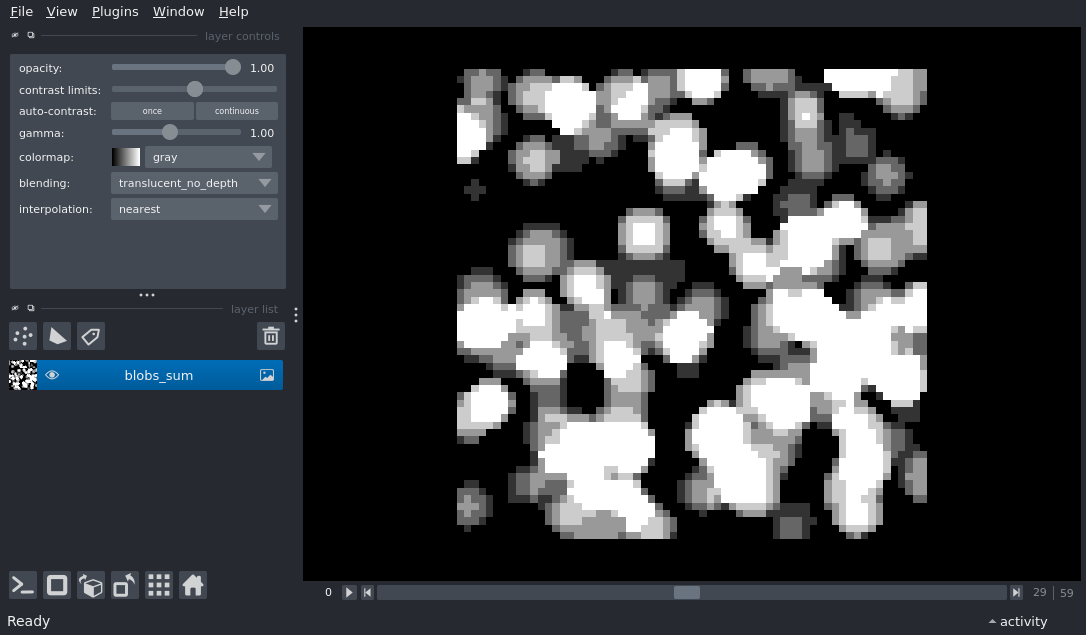 File View Plugins Window Help
layer controls
opacity: 1.00
contrast limits:
auto-contrast: once continuous
gamma: 1.00
colormap: gray
blending: translucent_no_depth
interpolation: nearest
layer list
blobs_sum
0 29 59
Ready activity